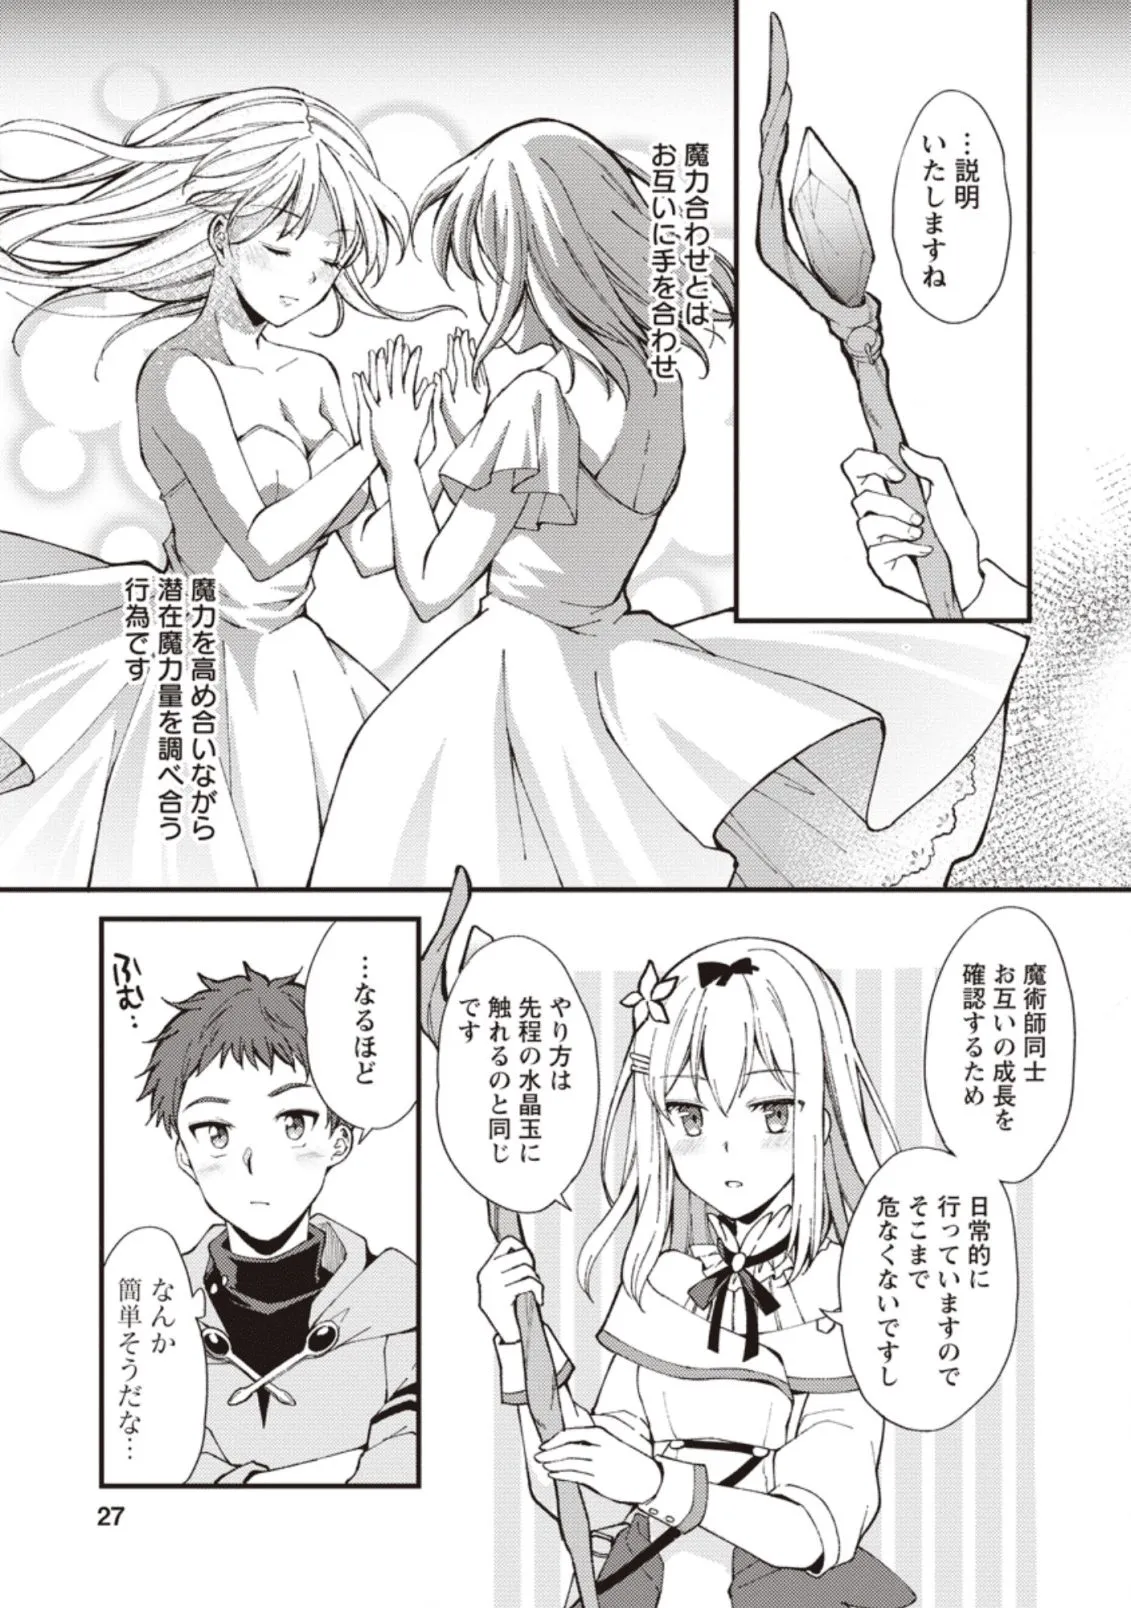 …説明
いたしますね
魔力合わせとは
お互いに手を合わせ
魔力を高め合いながら
潜在魔力量を調べ合う
行為です
魔術師同士
お互いの成長を
確認するため
日常的に
行っていますので
そこまで
危なくないですし
やり方は
先程の水晶玉に
触れるのと同じ
です
…なるほど
ふむ…
なんか
簡単そうだな…
27